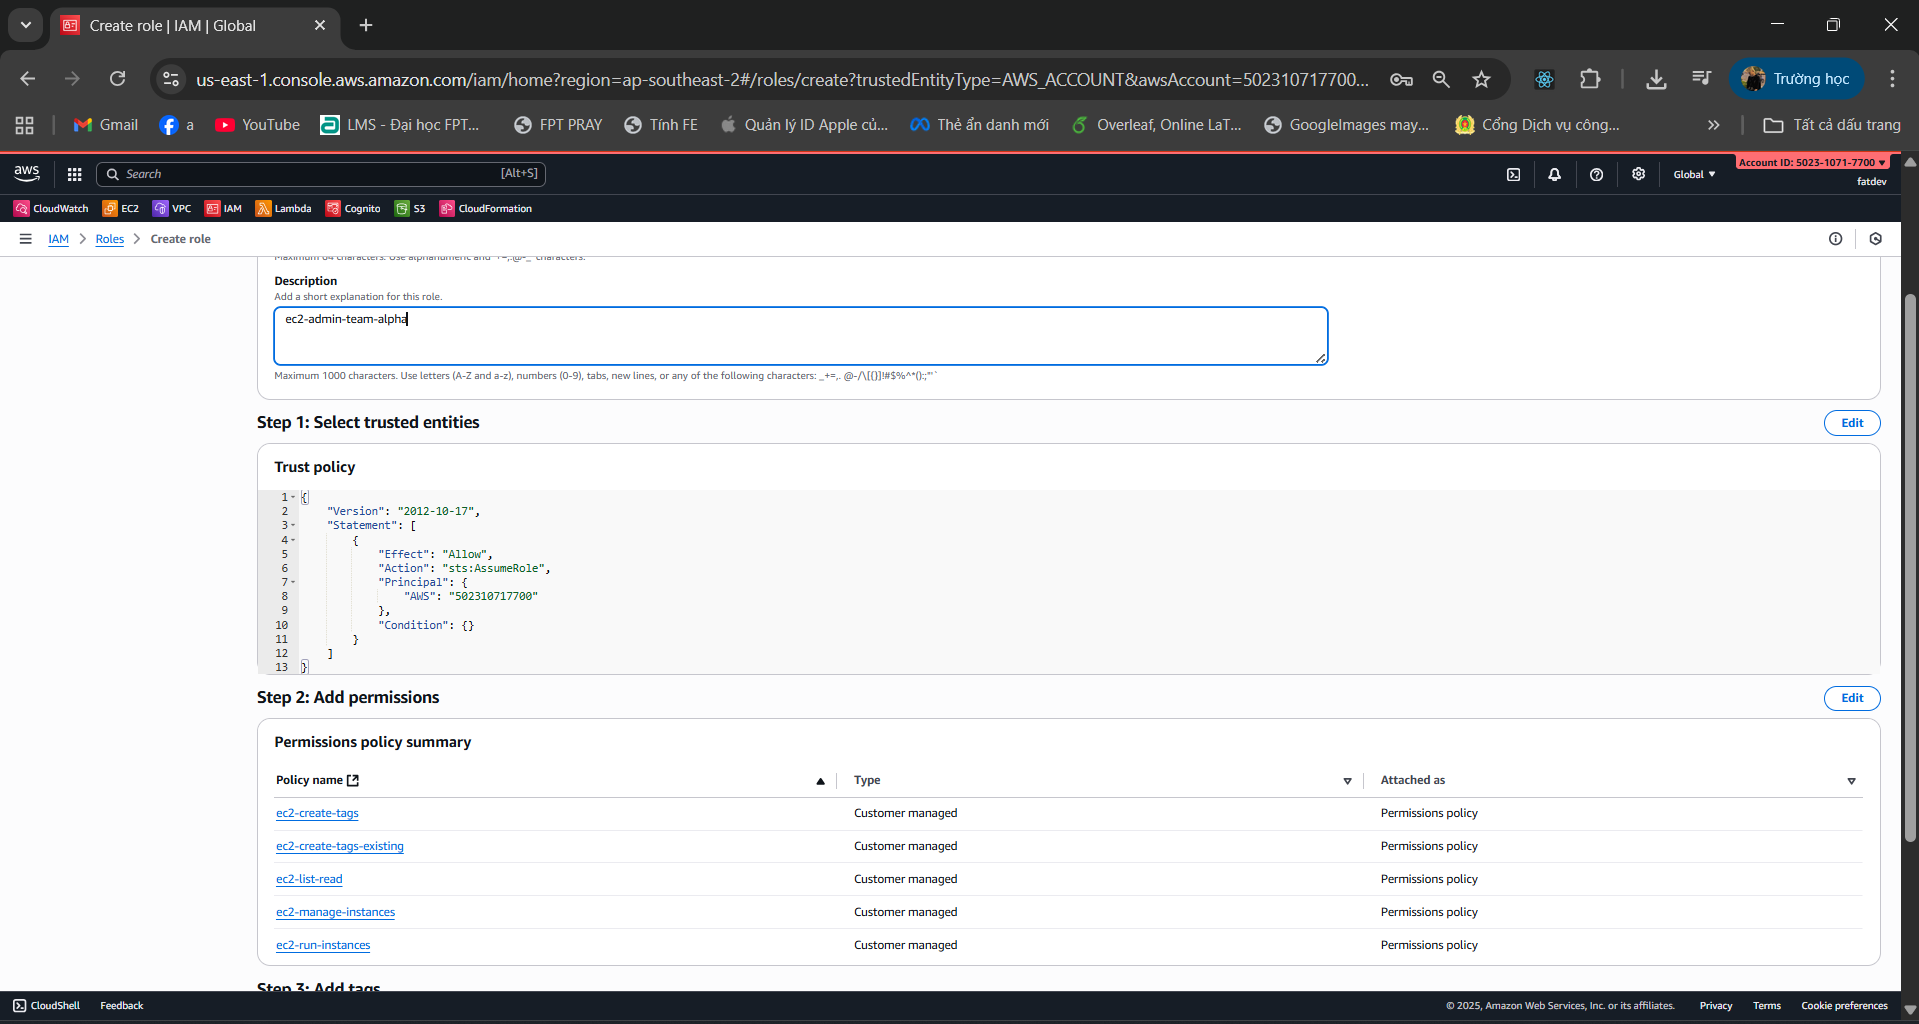 Create role | IAM | Global
us-east-1.console.aws.amazon.com/iam/home?region=ap-southeast-2#/roles/create?trustedEntityType=AWS_ACCOUNT&awsAccount=502310717700...
Trường học
Gmail
a
YouTube
LMS - Đại học FPT...
FPT PRAY
Tính FE
Quản lý ID Apple củ...
Thẻ ẩn danh mới
Overleaf, Online LaT...
GoogleImages may...
Cổng Dịch vụ công...
Tất cả dấu trang
aws
Search
[Alt+S]
Global
Account ID: 5023-1071-7700
fatdev
CloudWatch
EC2
VPC
IAM
Lambda
Cognito
S3
CloudFormation
IAM
Roles
Create role
Maximum 64 characters. Use alphanumeric and '+=,.@-_' characters.
Description
Add a short explanation for this role.
ec2-admin-team-alpha
Maximum 1000 characters. Use letters (A-Z and a-z), numbers (0-9), tabs, new lines, or any of the following characters: _+=,. @-/\[{}]!#$%^*();:"'`
Step 1: Select trusted entities
Edit
Trust policy
1 {
2 "Version": "2012-10-17",
3 "Statement": [
4 {
5 "Effect": "Allow",
6 "Action": "sts:AssumeRole",
7 "Principal": {
8 "AWS": "502310717700"
9 },
10 "Condition": {}
11 }
12 ]
13 }
Step 2: Add permissions
Edit
Permissions policy summary
Policy name
Type
Attached as
ec2-create-tags
Customer managed
Permissions policy
ec2-create-tags-existing
Customer managed
Permissions policy
ec2-list-read
Customer managed
Permissions policy
ec2-manage-instances
Customer managed
Permissions policy
ec2-run-instances
Customer managed
Permissions policy
Step 3: Add tags
CloudShell
Feedback
© 2025, Amazon Web Services, Inc. or its affiliates.
Privacy
Terms
Cookie preferences